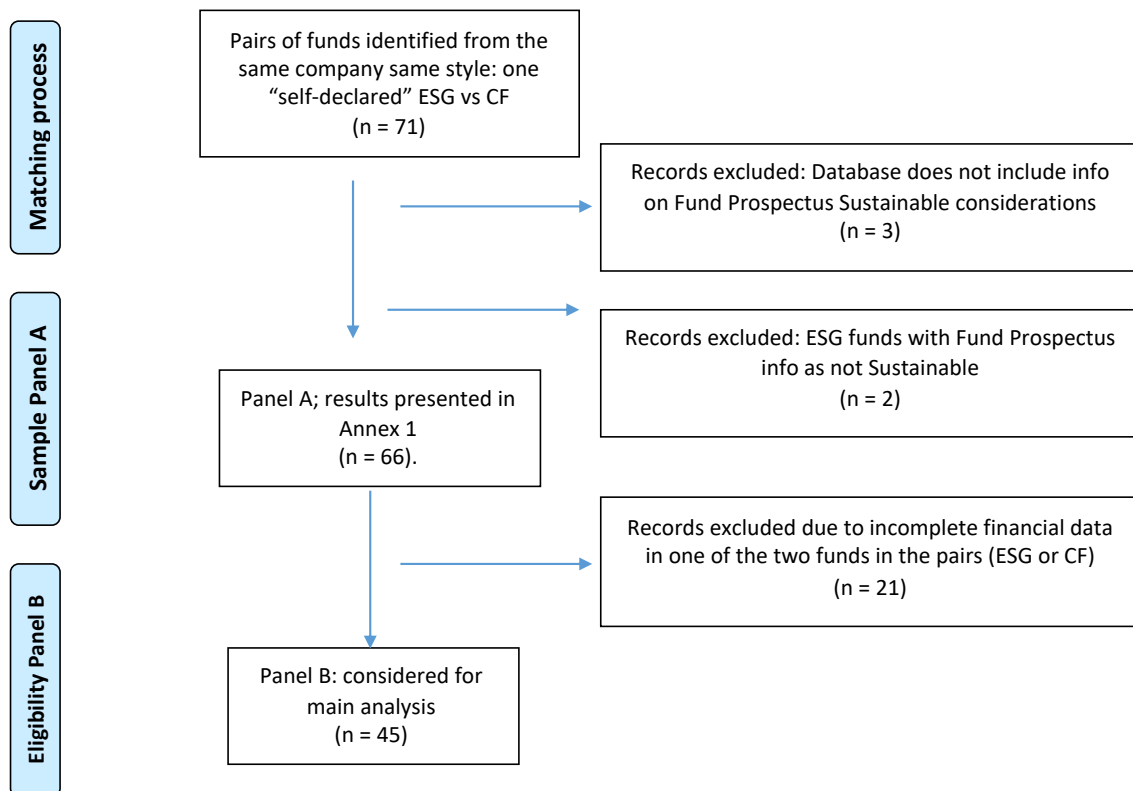 Matching process
Pairs of funds identified from the
same company same style: one
“self-declared” ESG vs CF
(n = 71)
Records excluded: Database does not include info
on Fund Prospectus Sustainable considerations
(n = 3)
Sample Panel A
Records excluded: ESG funds with Fund Prospectus
info as not Sustainable
(n = 2)
Panel A; results presented in
Annex 1
(n = 66).
Eligibility Panel B
Records excluded due to incomplete financial data
in one of the two funds in the pairs (ESG or CF)
(n = 21)
Panel B: considered for
main analysis
(n = 45)